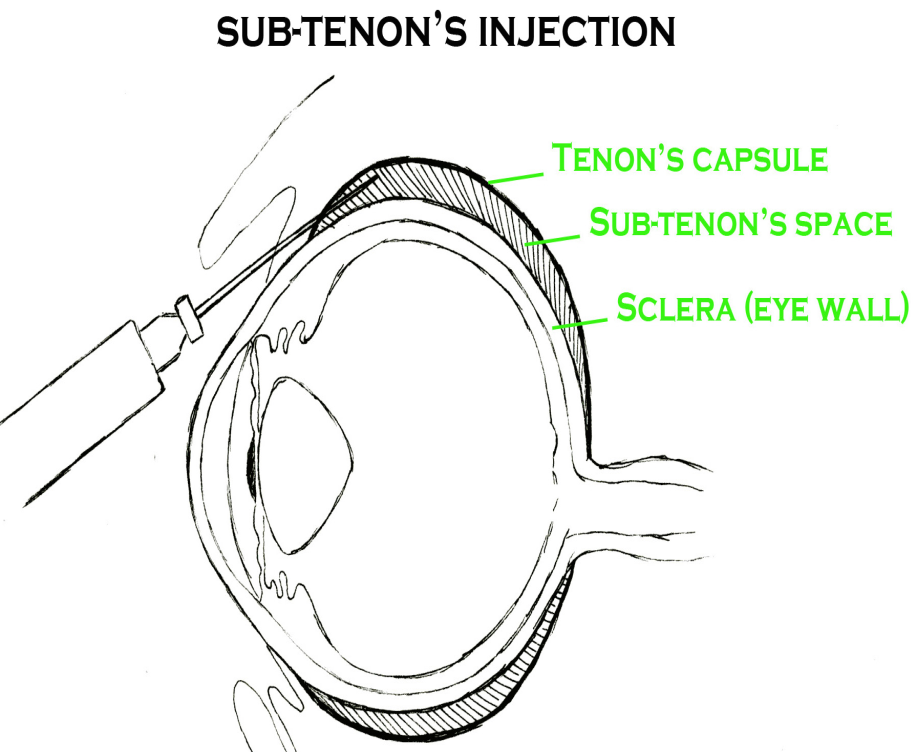 SUB-TENON'S INJECTION
TENON'S CAPSULE
SUB-TENON'S SPACE
SCLERA (EYE WALL)